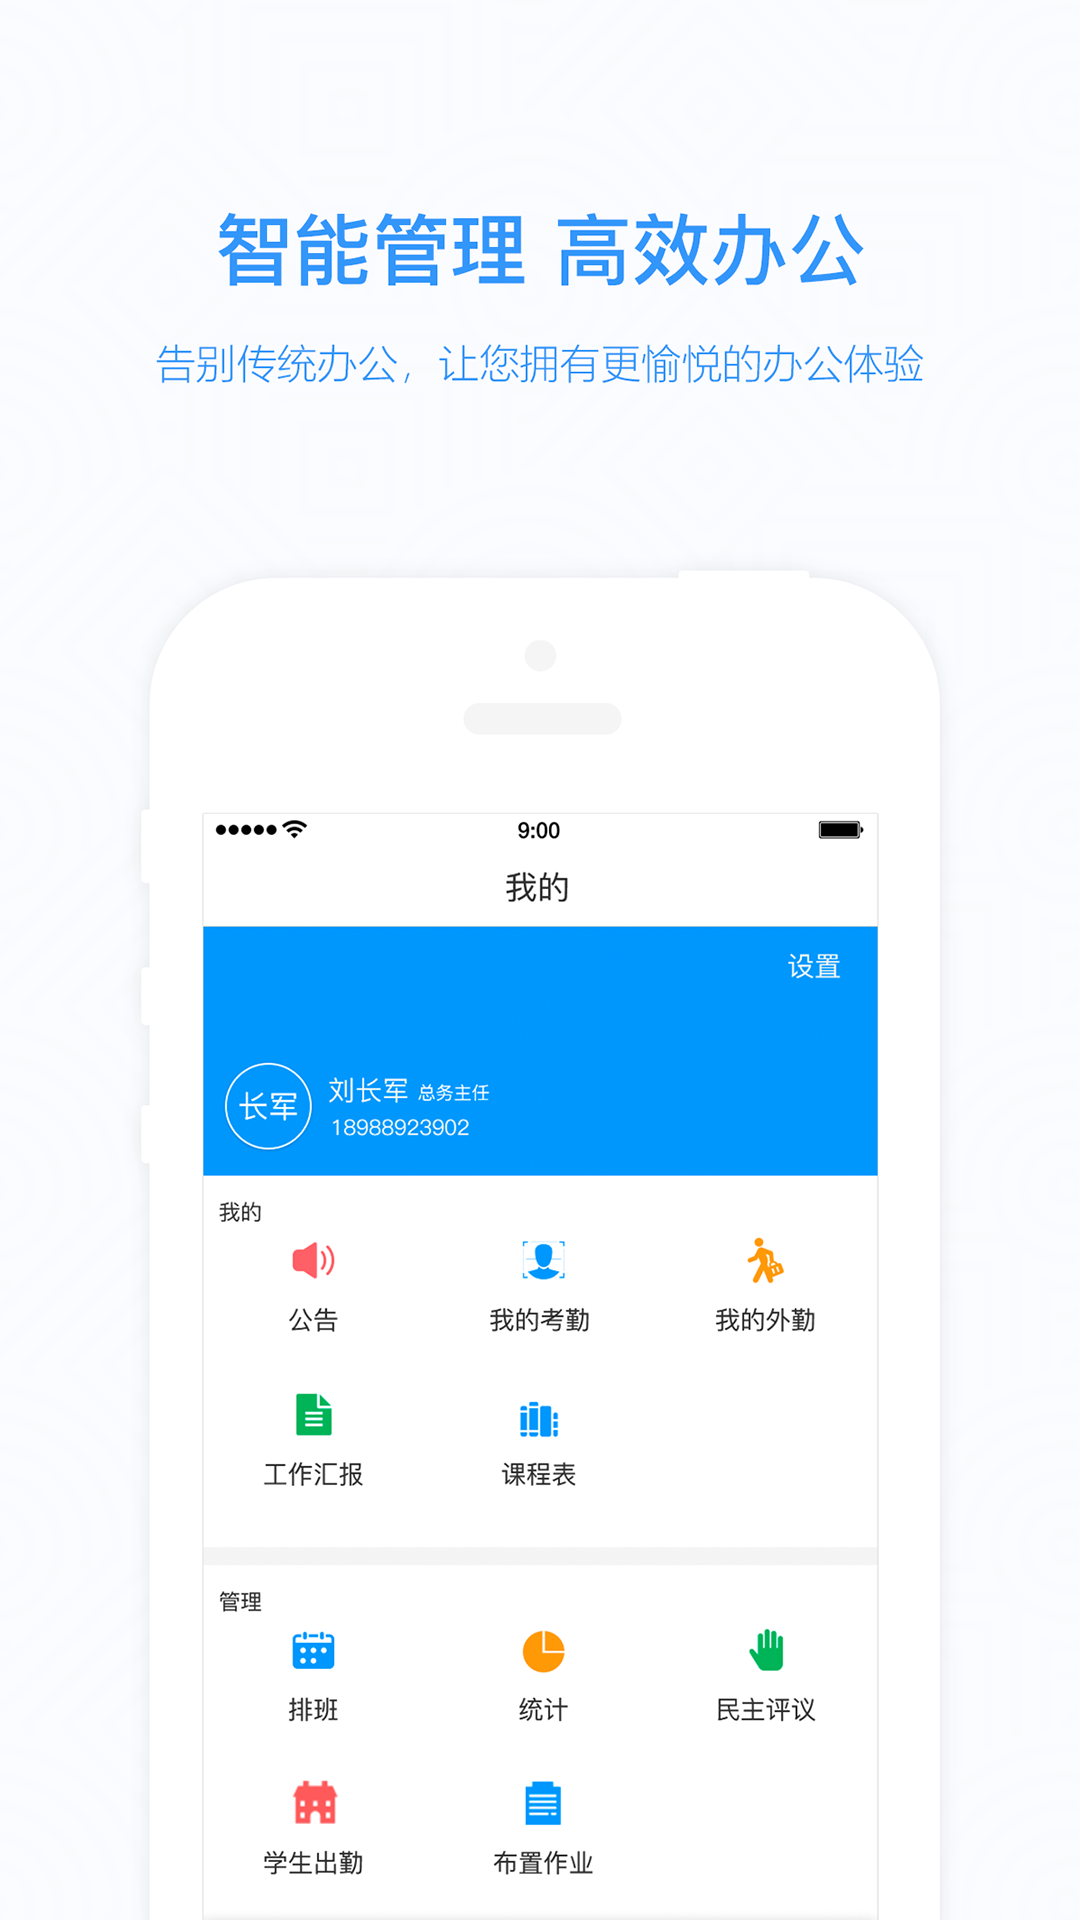 智能管理 高效办公
告别传统办公，让您拥有更愉悦的办公体验
9:00
我的
设置
长军
刘长军 总务主任
18988923902
我的
公告 我的考勤 我的外勤
工作汇报 课程表
管理
排班 统计 民主评议
学生出勤 布置作业